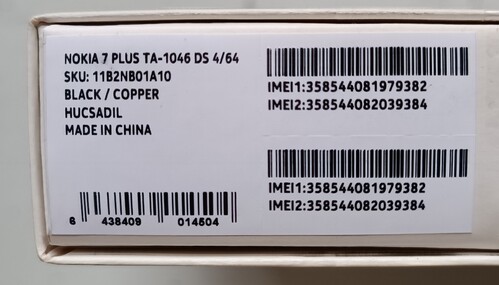 NOKIA 7 PLUS TA-1046 DS 4/64
SKU: 11B2NB01A10
BLACK / COPPER
HUCSADIL
MADE IN CHINA
6 438409 014504
IMEI1:358544081979382
IMEI2:358544082039384
IMEI1:358544081979382
IMEI2:358544082039384